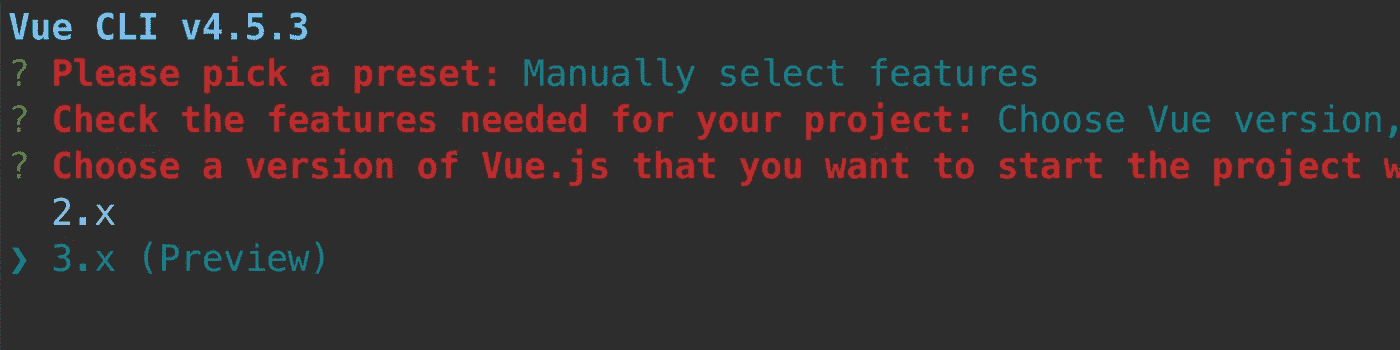 Vue CLI v4.5.3
? Please pick a preset: Manually select features
? Check the features needed for your project: Choose Vue version,
? Choose a version of Vue.js that you want to start the project w
2.x
❯ 3.x (Preview)